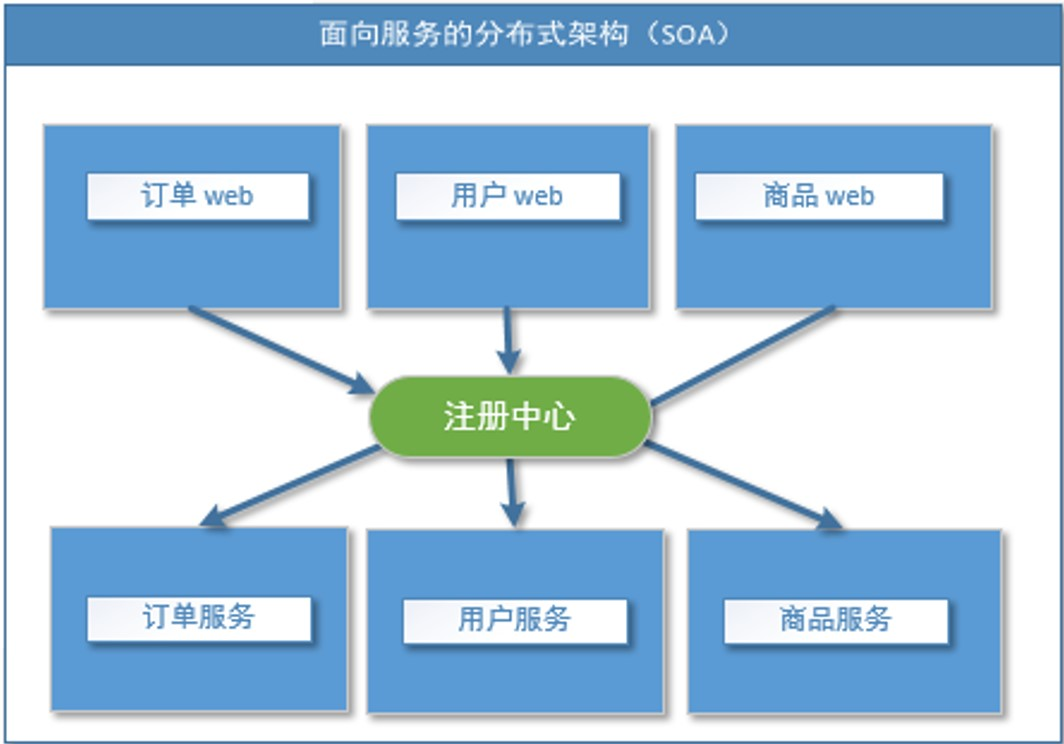 面向服务的分布式架构（SOA）
订单 web
用户 web
商品 web
注册中心
订单服务
用户服务
商品服务